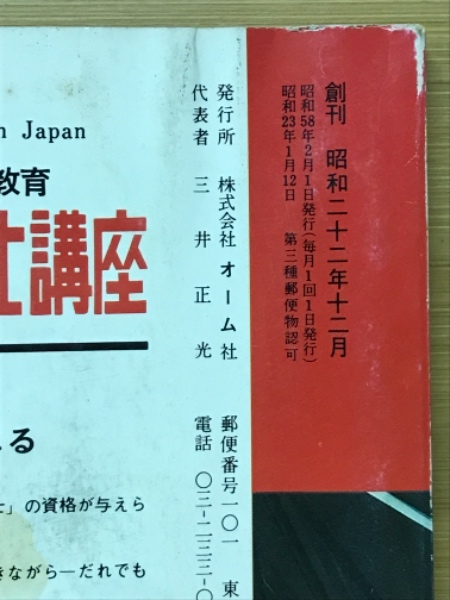 創刊 昭和二十二年十二月
昭和58年2月1日発行(毎月1回1日発行)
昭和23年1月12日 第三種郵便物認可
発行所 株式会社 オーム社 郵便番号一〇一 東
代表者 三井正光 電話 〇三-二三三-〇
n Japan
教育
士講座
る
」の資格が与えら
きながら―だれでも